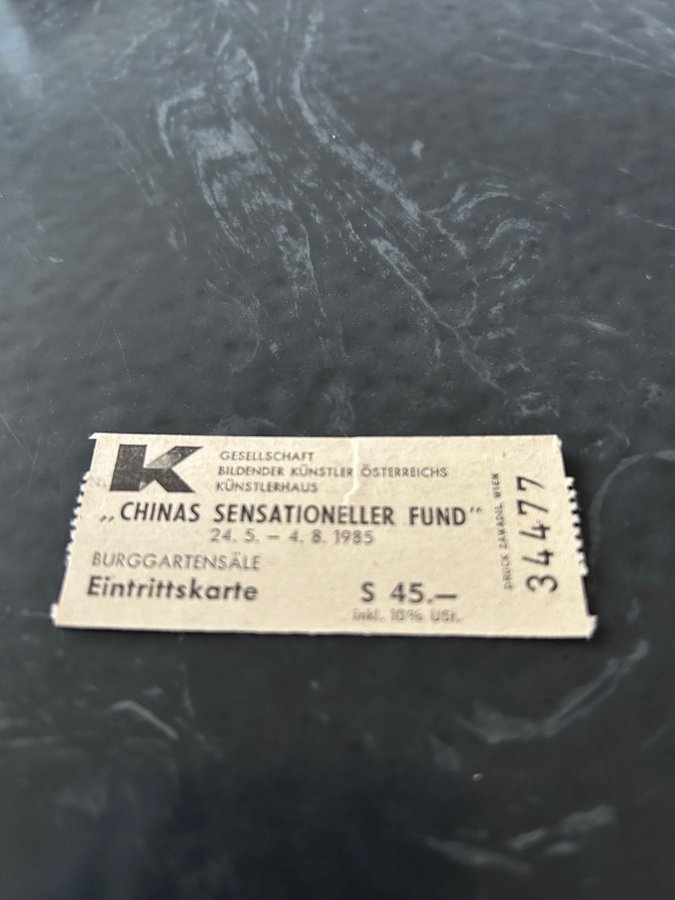 K
GESELLSCHAFT
BILDENDER KÜNSTLER ÖSTERREICHS
KÜNSTLERHAUS
„CHINAS SENSATIONELLER FUND“
24. 5. – 4. 8. 1985
BURGGARTENSÄLE
Eintrittskarte
S 45.—
inkl. 10% USt.
DRUCK ZAWADIL WIEN
34477